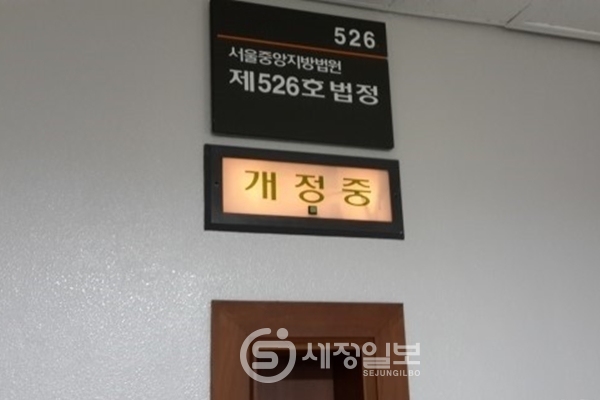 526
서울중앙지방법원
제526호법정
개정중
세정일보
SEJUNGILBO